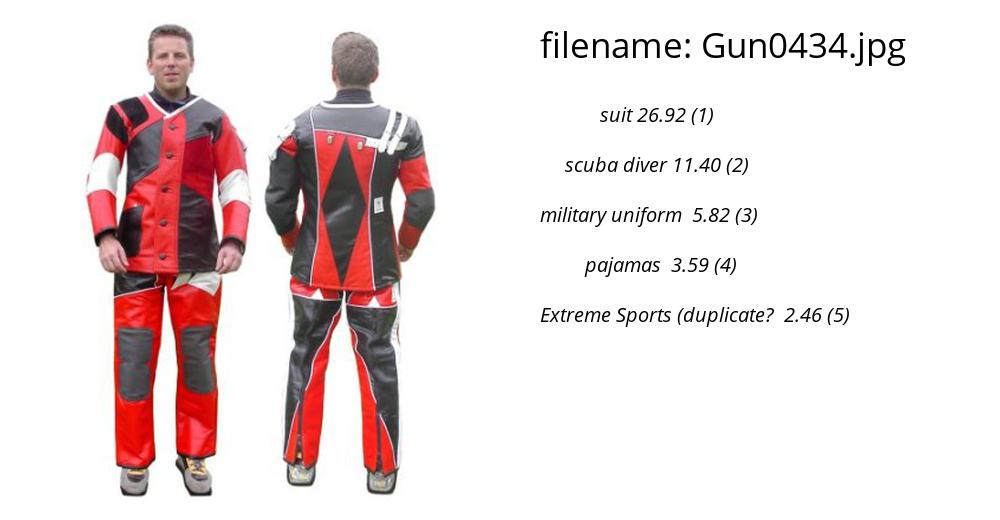 filename: Gun0434.jpg
suit 26.92 (1)
scuba diver 11.40 (2)
military uniform 5.82 (3)
pajamas 3.59 (4)
Extreme Sports (duplicate? 2.46 (5)